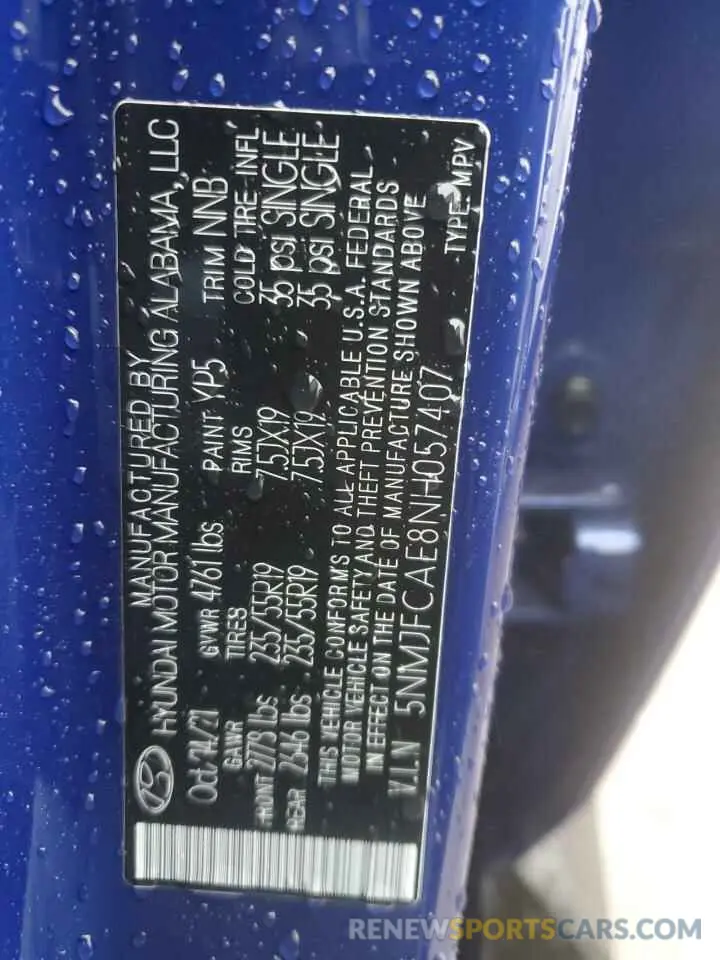 MANUFACTURED BY
HYUNDAI MOTOR MANUFACTURING ALABAMA, LLC
Oct/14/21 GVWR 4761 lbs PAINT YP5 TRIM NNB
GAWR TIRES RIMS COLD TIRE INFL
FRONT 2778 lbs 235/55R19 7.5JX19 35 psi SINGLE
REAR 2546 lbs 235/55R19 7.5JX19 35 psi SINGLE
THIS VEHICLE CONFORMS TO ALL APPLICABLE U.S.A. FEDERAL
MOTOR VEHICLE SAFETY AND THEFT PREVENTION STANDARDS
IN EFFECT ON THE DATE OF MANUFACTURE SHOWN ABOVE
V.I.N 5NMJFCAE8NH057407 TYPE: MPV
RENEWSPORTSCARS.COM